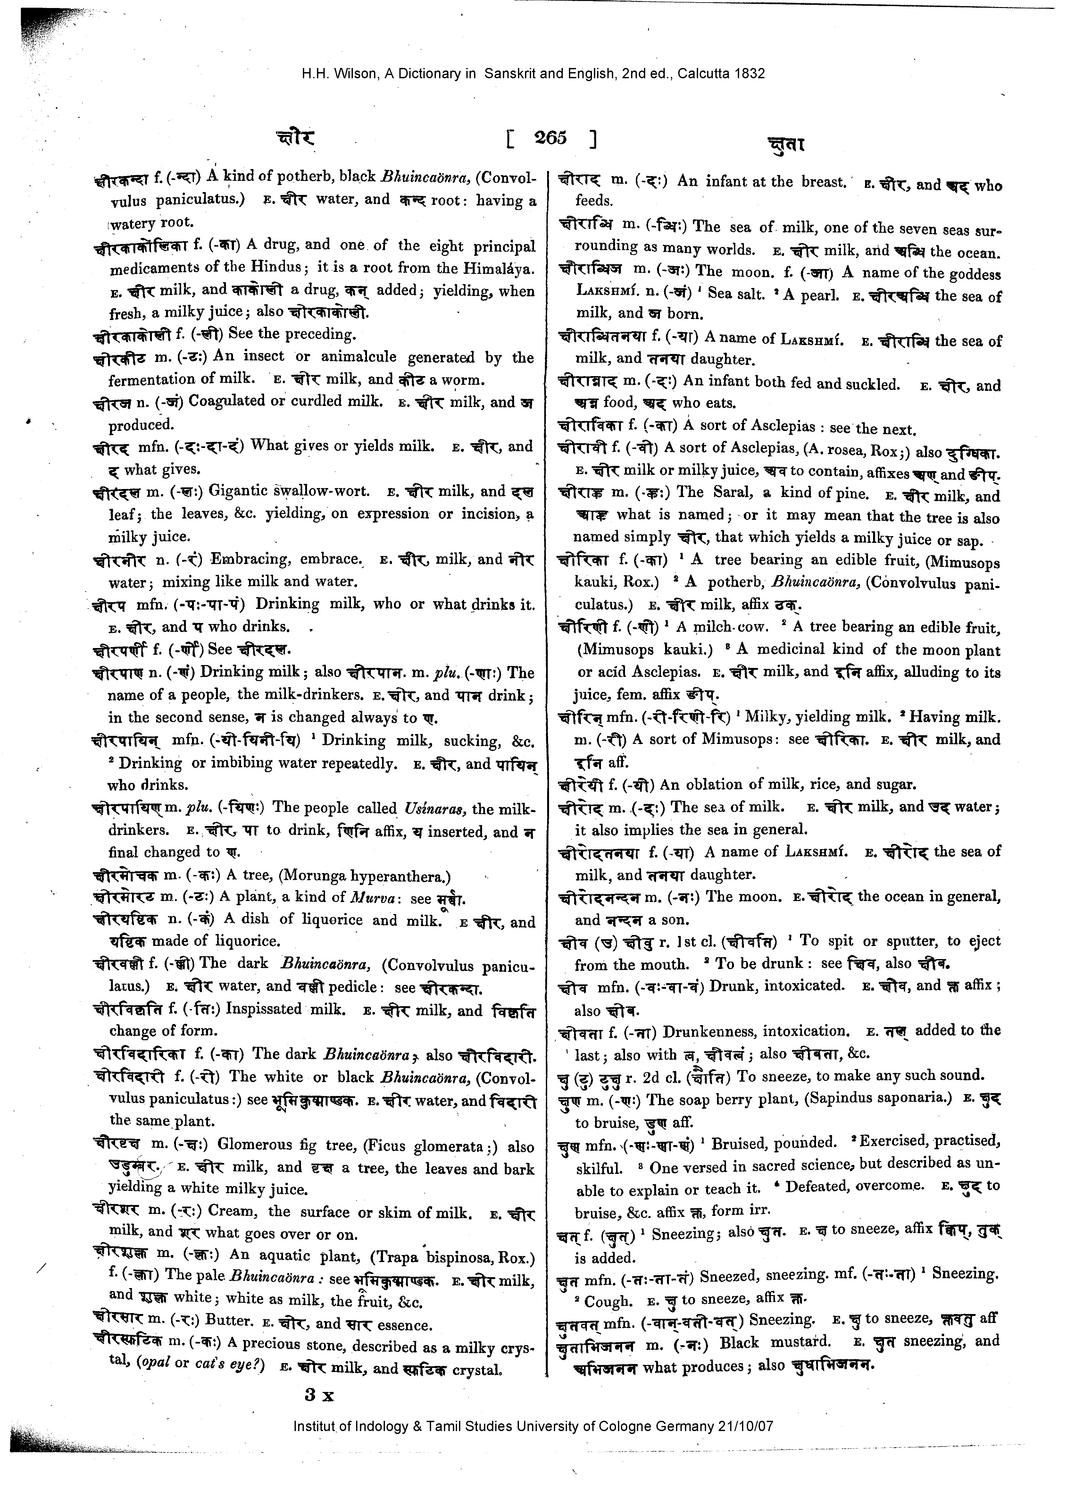 H.H. Wilson, A Dictionary in Sanskrit and English, 2nd ed., Calcutta 1832
क्षीर [ 265 ] क्षुता
क्षीरकन्दा f. (-न्दा) A kind of potherb, black Bhuincaönra, (Convol-
vulus paniculatus.) E. क्षीर water, and कन्द root: having a
watery root.
क्षीरकाकोलिका f. (-का) A drug, and one of the eight principal
medicaments of the Hindus; it is a root from the Himaláya.
E. क्षीर milk, and काकोली a drug, कन् added; yielding, when
fresh, a milky juice; also क्षीरकाकोली.
क्षीरकाकोली f. (-ली) See the preceding.
क्षीरकीट m. (-टः) An insect or animalcule generated by the
fermentation of milk. E. क्षीर milk, and कीट a worm.
क्षीरज n. (-जं) Coagulated or curdled milk. E. क्षीर milk, and ज
produced.
क्षीरद mfn. (-दः-दा-दं) What gives or yields milk. E. क्षीर, and
द what gives.
क्षीरदल m. (-लः) Gigantic swallow-wort. E. क्षीर milk, and दल
leaf; the leaves, &c. yielding, on expression or incision, a
milky juice.
क्षीरनीर n. (-रं) Embracing, embrace. E. क्षीर, milk, and नीर
water; mixing like milk and water.
क्षीरप mfn. (-पः-पा-पं) Drinking milk, who or what drinks it.
E. क्षीर, and प who drinks.
क्षीरपर्णी f. (-र्णी) See क्षीरदल.
क्षीरपाण n. (-णं) Drinking milk; also क्षीरपान. m. plu. (-णाः) The
name of a people, the milk-drinkers. E. क्षीर, and पान drink;
in the second sense, न is changed always to ण.
क्षीरपायिन् mfn. (-यी-यिनी-यि) ¹ Drinking milk, sucking, &c.
² Drinking or imbibing water repeatedly. E. क्षीर, and पायिन्
who drinks.
क्षीरपायिण् m. plu. (-यिणः) The people called Usínaras, the milk-
drinkers. E. क्षीर, पा to drink, णिनि affix, य inserted, and न
final changed to ण.
क्षीरमोचक m. (-कः) A tree, (Morunga hyperanthera.)
क्षीरमोरट m. (-टः) A plant, a kind of Murva: see मूर्वा.
क्षीरयष्टिक n. (-कं) A dish of liquorice and milk. E क्षीर, and
यष्टिक made of liquorice.
क्षीरवल्ली f. (-ल्ली) The dark Bhuincaönra, (Convolvulus panicu-
latus.) E. क्षीर water, and वल्ली pedicle: see क्षीरकन्दा.
क्षीरविकृति f. (-तिः) Inspissated milk. E. क्षीर milk, and विकृति
change of form.
क्षीरविदारिका f. (-का) The dark Bhuincaönra; also क्षीरविदारी.
क्षीरविदारी f. (-री) The white or black Bhuincaönra, (Convol-
vulus paniculatus:) see भूमिकुष्माण्डक. E. क्षीर water, and विदारी
the same plant.
क्षीरवृक्ष m. (-क्षः) Glomerous fig tree, (Ficus glomerata;) also
उडुम्बर. E. क्षीर milk, and वृक्ष a tree, the leaves and bark
yielding a white milky juice.
क्षीरशर m. (-रः) Cream, the surface or skim of milk. E. क्षीर
milk, and शर what goes over or on.
क्षीरशुक्ल m. (-क्लः) An aquatic plant, (Trapa bispinosa, Rox.)
f. (-क्ला) The pale Bhuincaönra: see भूमिकुष्माण्डक. E. क्षीर milk,
and शुक्ल white; white as milk, the fruit, &c.
क्षीरसार m. (-रः) Butter. E. क्षीर, and सार essence.
क्षीरस्फटिक m. (-कः) A precious stone, described as a milky crys-
tal, (opal or cat's eye?) E. क्षीर milk, and स्फटिक crystal.
3 x
क्षीराद m. (-दः) An infant at the breast. E. क्षीर, and अद who
feeds.
क्षीराब्धि m. (-ब्धिः) The sea of milk, one of the seven seas sur-
rounding as many worlds. E. क्षीर milk, and अब्धि the ocean.
क्षीराब्धिज m. (-जः) The moon. f. (-जा) A name of the goddess
LAKSHMÍ. n. (-जं) ¹ Sea salt. ² A pearl. E. क्षीरअब्धि the sea of
milk, and ज born.
क्षीराब्धितनया f. (-या) A name of LAKSHMÍ. E. क्षीराब्धि the sea of
milk, and तनया daughter.
क्षीरान्नाद m. (-दः) An infant both fed and suckled. E. क्षीर, and
अन्न food, अद who eats.
क्षीराविका f. (-का) A sort of Asclepias: see the next.
क्षीरावी f. (-वी) A sort of Asclepias, (A. rosea, Rox;) also दुग्धिका.
E. क्षीर milk or milky juice, अव to contain, affixes अण and ङीप्.
क्षीराह्व m. (-ह्वः) The Saral, a kind of pine. E. क्षीर milk, and
आह्व what is named; or it may mean that the tree is also
named simply क्षीर, that which yields a milky juice or sap.
क्षीरिका f. (-का) ¹ A tree bearing an edible fruit, (Mimusops
kauki, Rox.) ² A potherb, Bhuincaönra, (Convolvulus pani-
culatus.) E. क्षीर milk, affix ठक्.
क्षीरिणी f. (-णी) ¹ A milch-cow. ² A tree bearing an edible fruit,
(Mimusops kauki.) ³ A medicinal kind of the moon plant
or acid Asclepias. E. क्षीर milk, and इनि affix, alluding to its
juice, fem. affix ङीप्.
क्षीरिन् mfn. (-री-रिणी-रि) ¹ Milky, yielding milk. ² Having milk.
m. (-री) A sort of Mimusops: see क्षीरिका. E. क्षीर milk, and
इनि aff.
क्षीरेयी f. (-यी) An oblation of milk, rice, and sugar.
क्षीरोद m. (-दः) The sea of milk. E. क्षीर milk, and उद water;
it also implies the sea in general.
क्षीरोदतनया f. (-या) A name of LAKSHMÍ. E. क्षीरोद the sea of
milk, and तनया daughter.
क्षीरोदनन्दन m. (-नः) The moon. E. क्षीरोद the ocean in general,
and नन्दन a son.
क्षीव (उ) क्षीवु r. 1st cl. (क्षीवति) ¹ To spit or sputter, to eject
from the mouth. ² To be drunk: see क्षिव, also क्षीब.
क्षीव mfn. (-वः-वा-वं) Drunk, intoxicated. E. क्षीव, and क्त affix;
also क्षीब.
क्षीवता f. (-ता) Drunkenness, intoxication. E. तल् added to the
last; also with त्व, क्षीवत्वं; also क्षीबता, &c.
क्षु (टु) टुक्षु r. 2d cl. (क्षौति) To sneeze, to make any such sound.
क्षुण m. (-णः) The soap berry plant, (Sapindus saponaria.) E. क्षुद
to bruise, डुण aff.
क्षुण्ण mfn. (-ण्णः-ण्णा-ण्णं) ¹ Bruised, pounded. ² Exercised, practised,
skilful. ³ One versed in sacred science, but described as un-
able to explain or teach it. ⁴ Defeated, overcome. E. क्षुद् to
bruise, &c. affix क्त, form irr.
क्षुत् f. (क्षुत्) ¹ Sneezing; also क्षुत. E. क्षु to sneeze, affix क्विप्, तुक्
is added.
क्षुत mfn. (-तः-ता-तं) Sneezed, sneezing. mf. (-तः-ता) ¹ Sneezing.
² Cough. E. क्षु to sneeze, affix क्त.
क्षुतवत् mfn. (-वान्-वती-वत्) Sneezing. E. क्षु to sneeze, क्तवतु aff
क्षुताभिजनन m. (-नः) Black mustard. E. क्षुत sneezing, and
अभिजनन what produces; also क्षुधाभिजनन.
Institut of Indology & Tamil Studies University of Cologne Germany 21/10/07